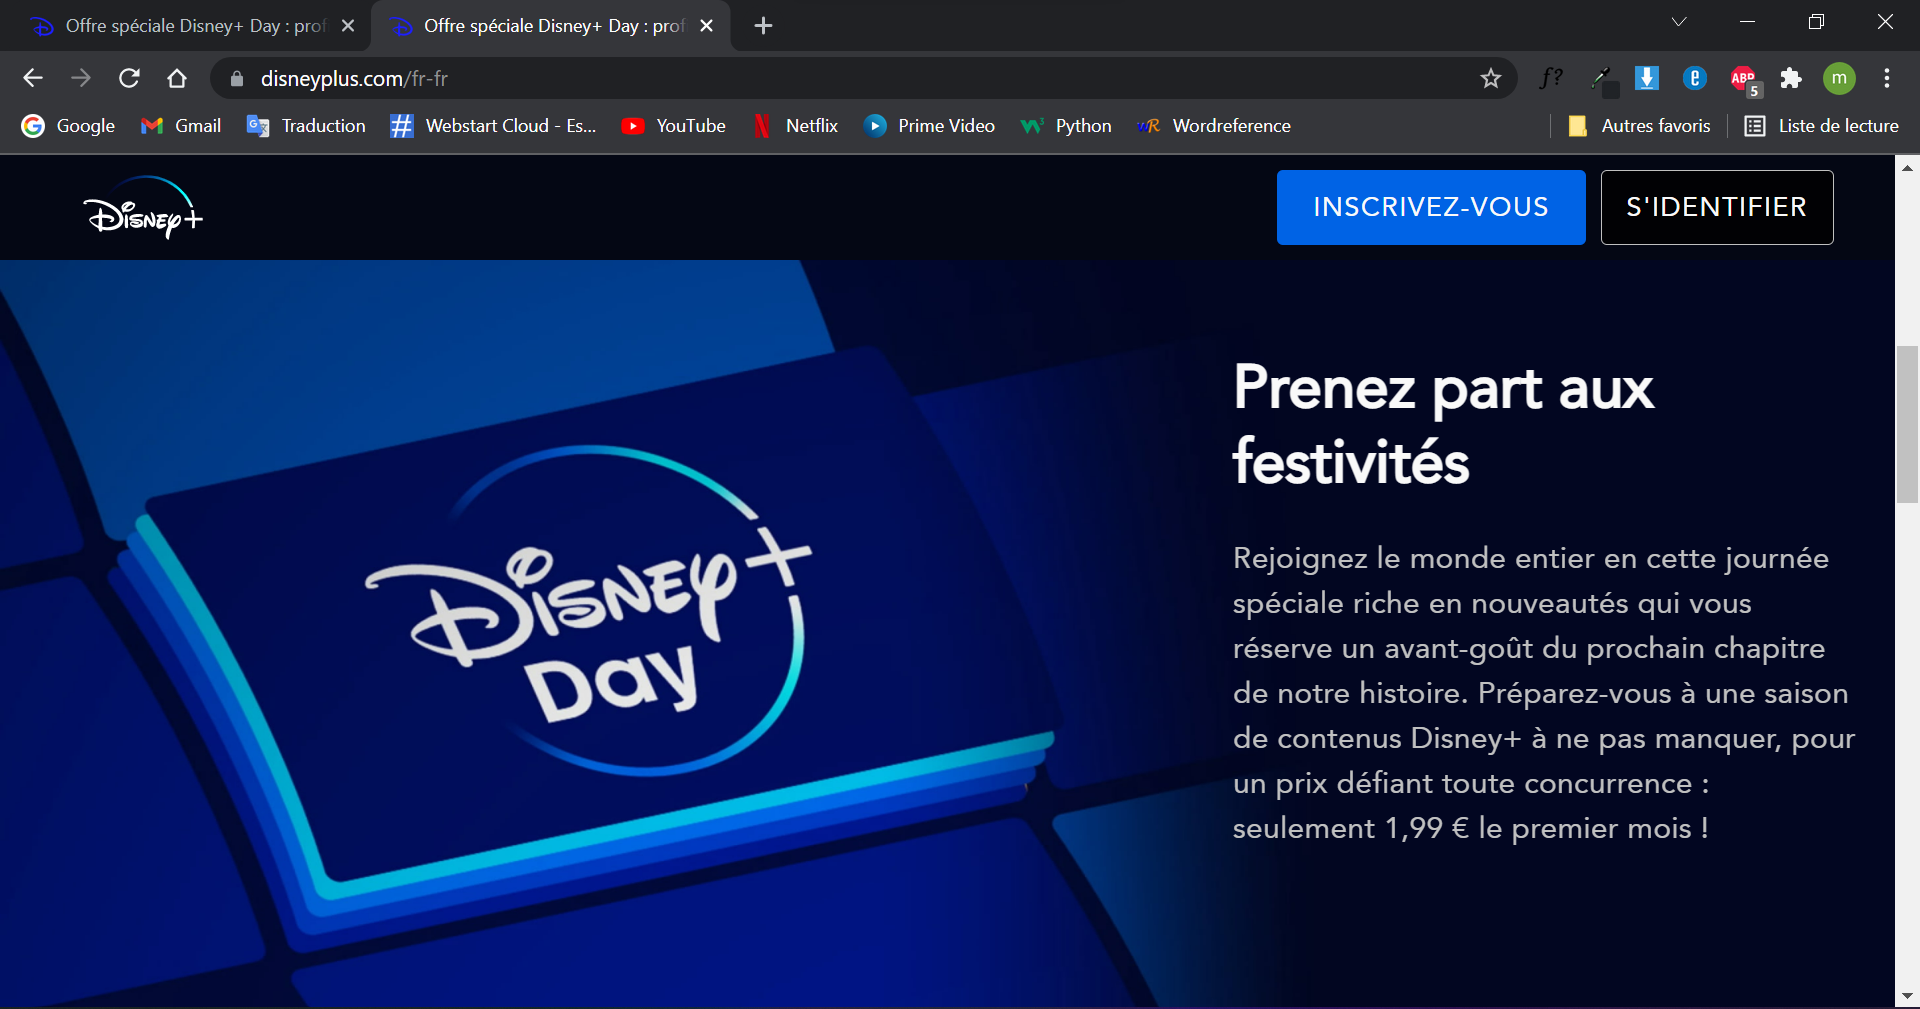 Offre spéciale Disney+ Day : prof
Offre spéciale Disney+ Day : prof
disneyplus.com/fr-fr
f?
e
ABP
5
m
Google
Gmail
Traduction
Webstart Cloud - Es...
YouTube
Netflix
Prime Video
Python
Wordreference
Autres favoris
Liste de lecture
Disney+
INSCRIVEZ-VOUS
S'IDENTIFIER
Disney+
Day
Prenez part aux
festivités
Rejoignez le monde entier en cette journée
spéciale riche en nouveautés qui vous
réserve un avant-goût du prochain chapitre
de notre histoire. Préparez-vous à une saison
de contenus Disney+ à ne pas manquer, pour
un prix défiant toute concurrence :
seulement 1,99 € le premier mois !